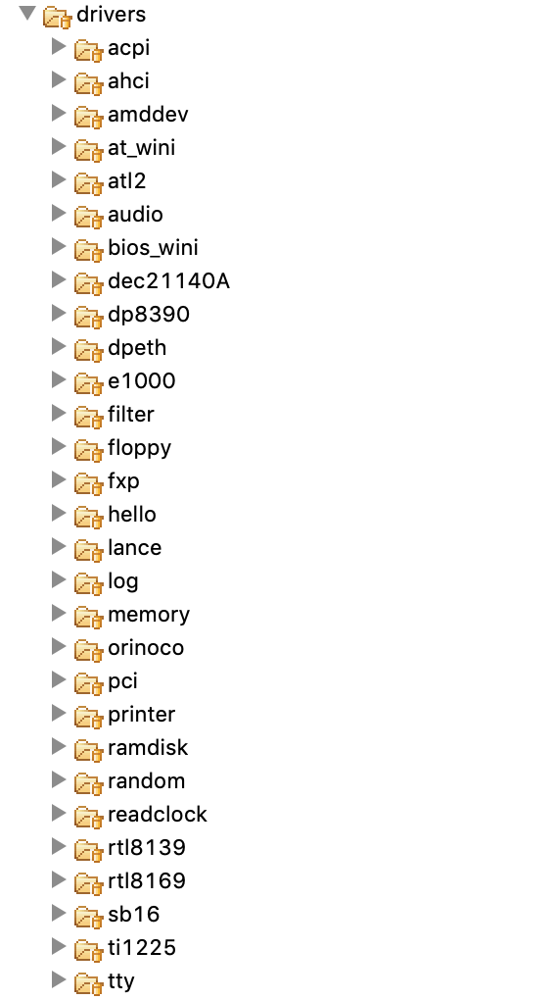 drivers
acpi
ahci
amddev
at_wini
atl2
audio
bios_wini
dec21140A
dp8390
dpeth
e1000
filter
floppy
fxp
hello
lance
log
memory
orinoco
pci
printer
ramdisk
random
readclock
rtl8139
rtl8169
sb16
ti1225
tty